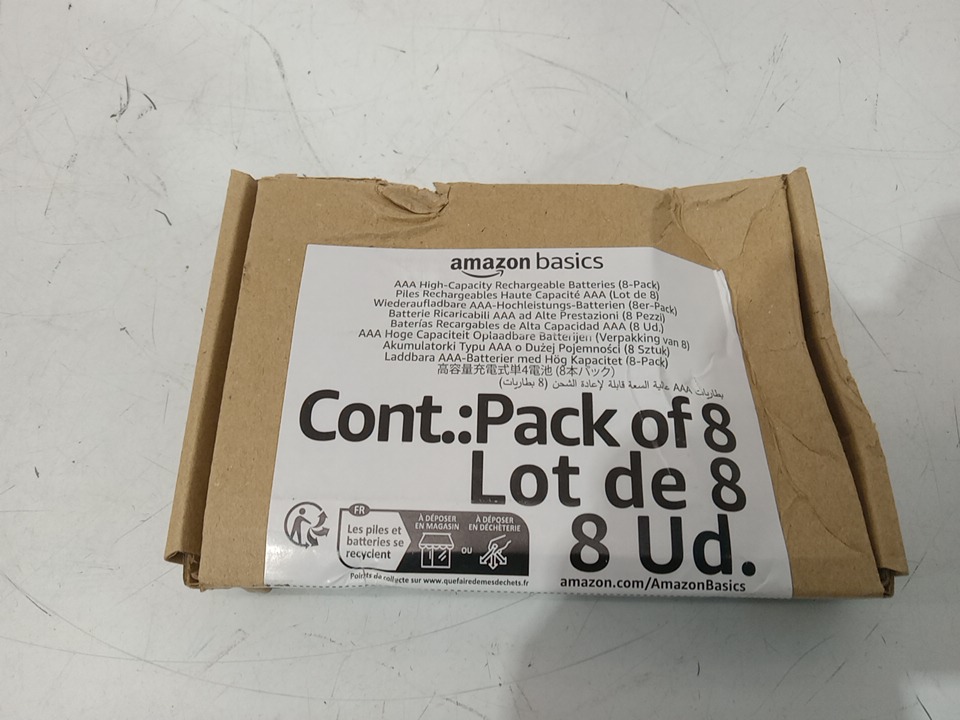 amazon basics
AAA High-Capacity Rechargeable Batteries (8-Pack)
Piles Rechargeables Haute Capacité AAA (Lot de 8)
Wiederaufladbare AAA-Hochleistungs-Batterien (8er-Pack)
Batterie Ricaricabili AAA ad Alte Prestazioni (8 Pezzi)
Baterías Recargables de Alta Capacidad AAA (8 Ud.)
AAA Hoge Capaciteit Oplaadbare Batterijen (Verpakking van 8)
Akumulatorki Typu AAA o Dużej Pojemności (8 Sztuk)
Laddbara AAA-Batterier med Hög Kapacitet (8-Pack)
高容量充電式単4電池 (8本パック)
بطاريات AAA عالية السعة قابلة لإعادة الشحن (8 بطاريات)
Cont.:Pack of 8
Lot de 8
8 Ud.
FR
Les piles et
batteries se
recyclent
À DÉPOSER
EN MAGASIN
OU
À DÉPOSER
EN DÉCHÈTERIE
Points de collecte sur www.quefairedemesdechets.fr
amazon.com/AmazonBasics